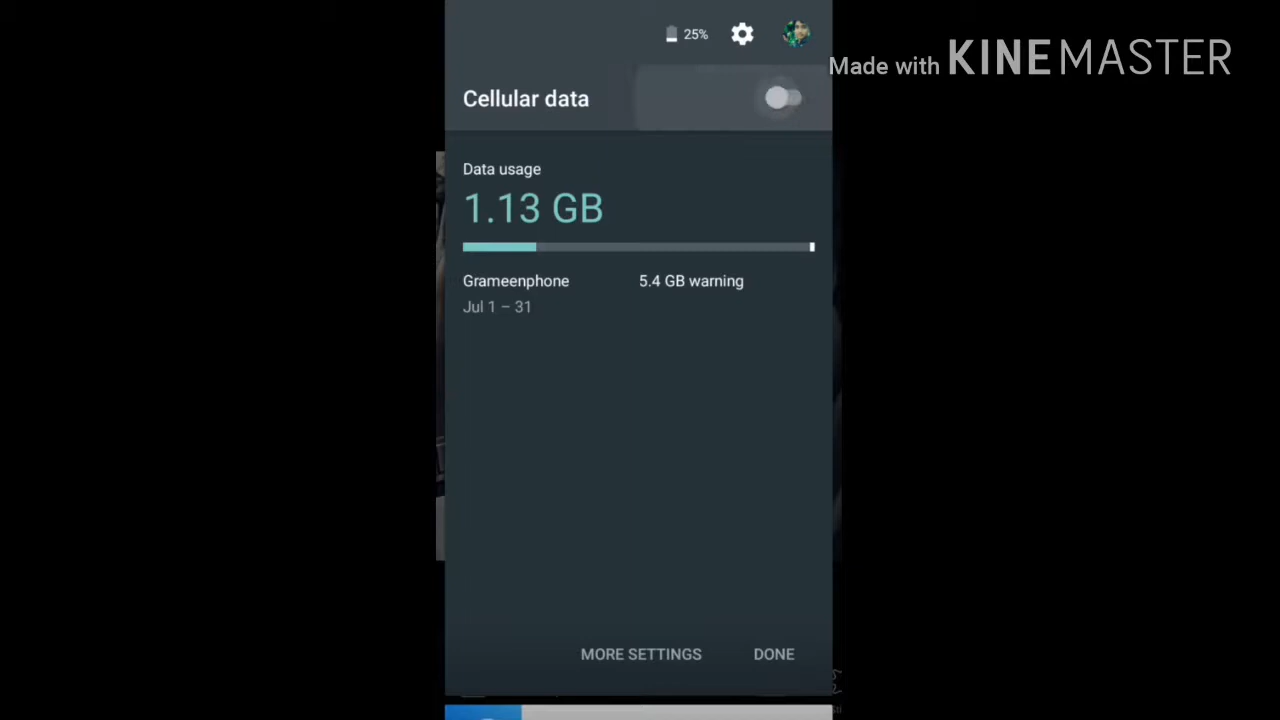 25%
Made with KINEMASTER
Cellular data
Data usage
1.13 GB
Grameenphone 5.4 GB warning
Jul 1 – 31
MORE SETTINGS DONE